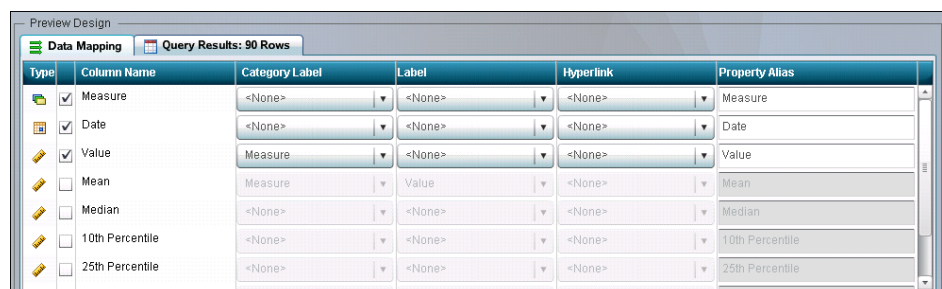 Preview Design
Data Mapping Query Results: 90 Rows
Type Column Name Category Label Label Hyperlink Property Alias
Measure <None> <None> <None> Measure
Date <None> <None> <None> Date
Value Measure <None> <None> Value
Mean Measure Value <None> Mean
Median <None> <None> <None> Median
10th Percentile <None> <None> <None> 10th Percentile
25th Percentile <None> <None> <None> 25th Percentile